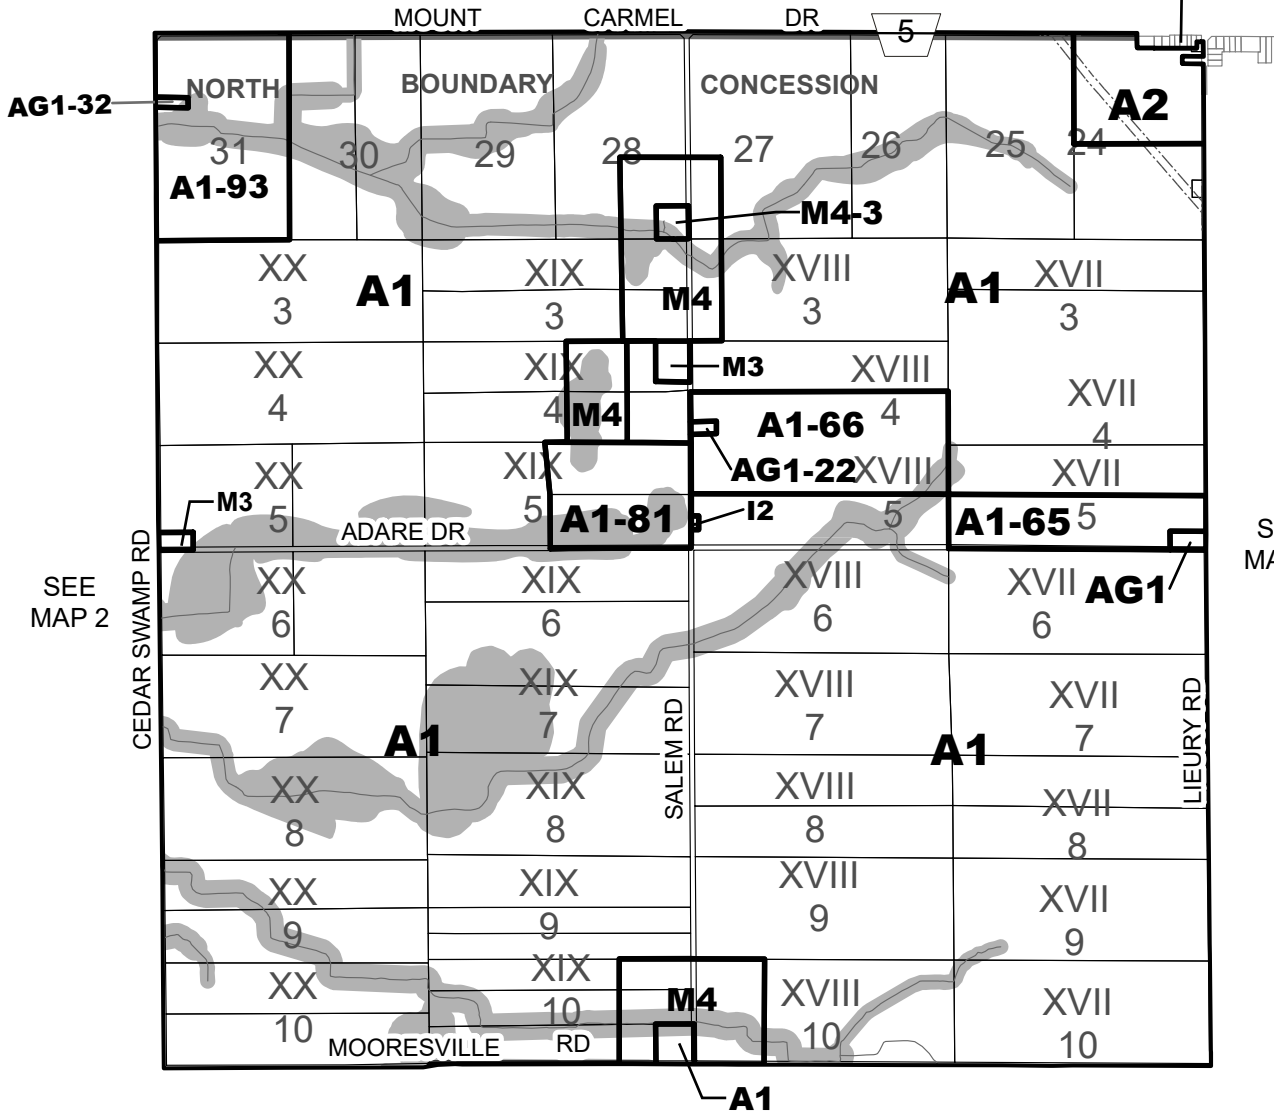 MOUNT CARMEL DR
5
NORTH BOUNDARY CONCESSION
AG1-32
A2
31 30 29 28 27 26 25 24
A1-93
M4-3
XX
3
A1
XIX
3
M4
XVIII
3
A1
XVII
3
XX
4
XIX
4
M4
M3
XVIII
4
A1-66
XVII
4
AG1-22
XX
5
M3
XIX
5
A1-81
I2
XVIII
5
XVII
5
A1-65
ADARE DR
AG1
SEE
MAP 2
CEDAR SWAMP RD
S
MA
XX
6
XIX
6
XVIII
6
XVII
6
XX
7
A1
XIX
7
SALEM RD
XVIII
7
A1
XVII
7
LIEURY RD
XX
8
XIX
8
XVIII
8
XVII
8
XX
9
XIX
9
XVIII
9
XVII
9
XX
10
XIX
10
M4
XVIII
10
XVII
10
MOORESVILLE RD
A1